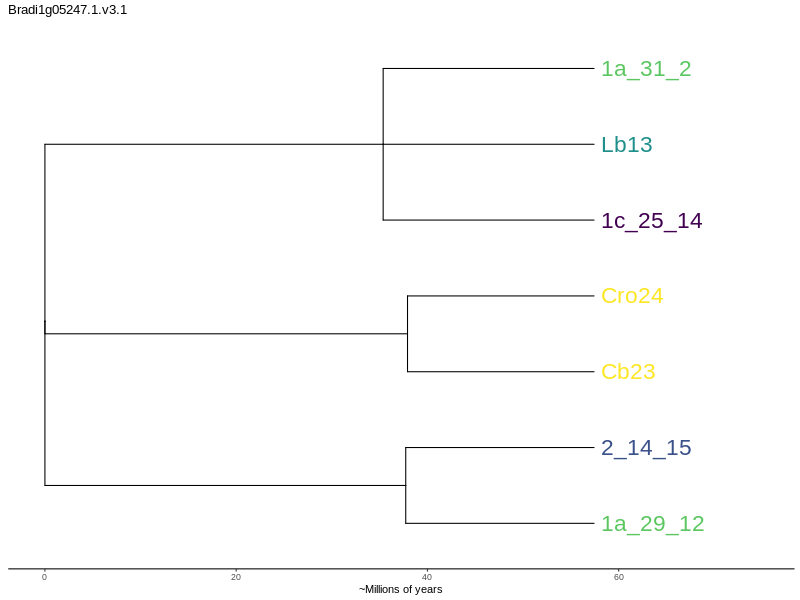 Bradi1g05247.1.v3.1
1a_31_2
Lb13
1c_25_14
Cro24
Cb23
2_14_15
1a_29_12
0 20 40 60
~Millions of years